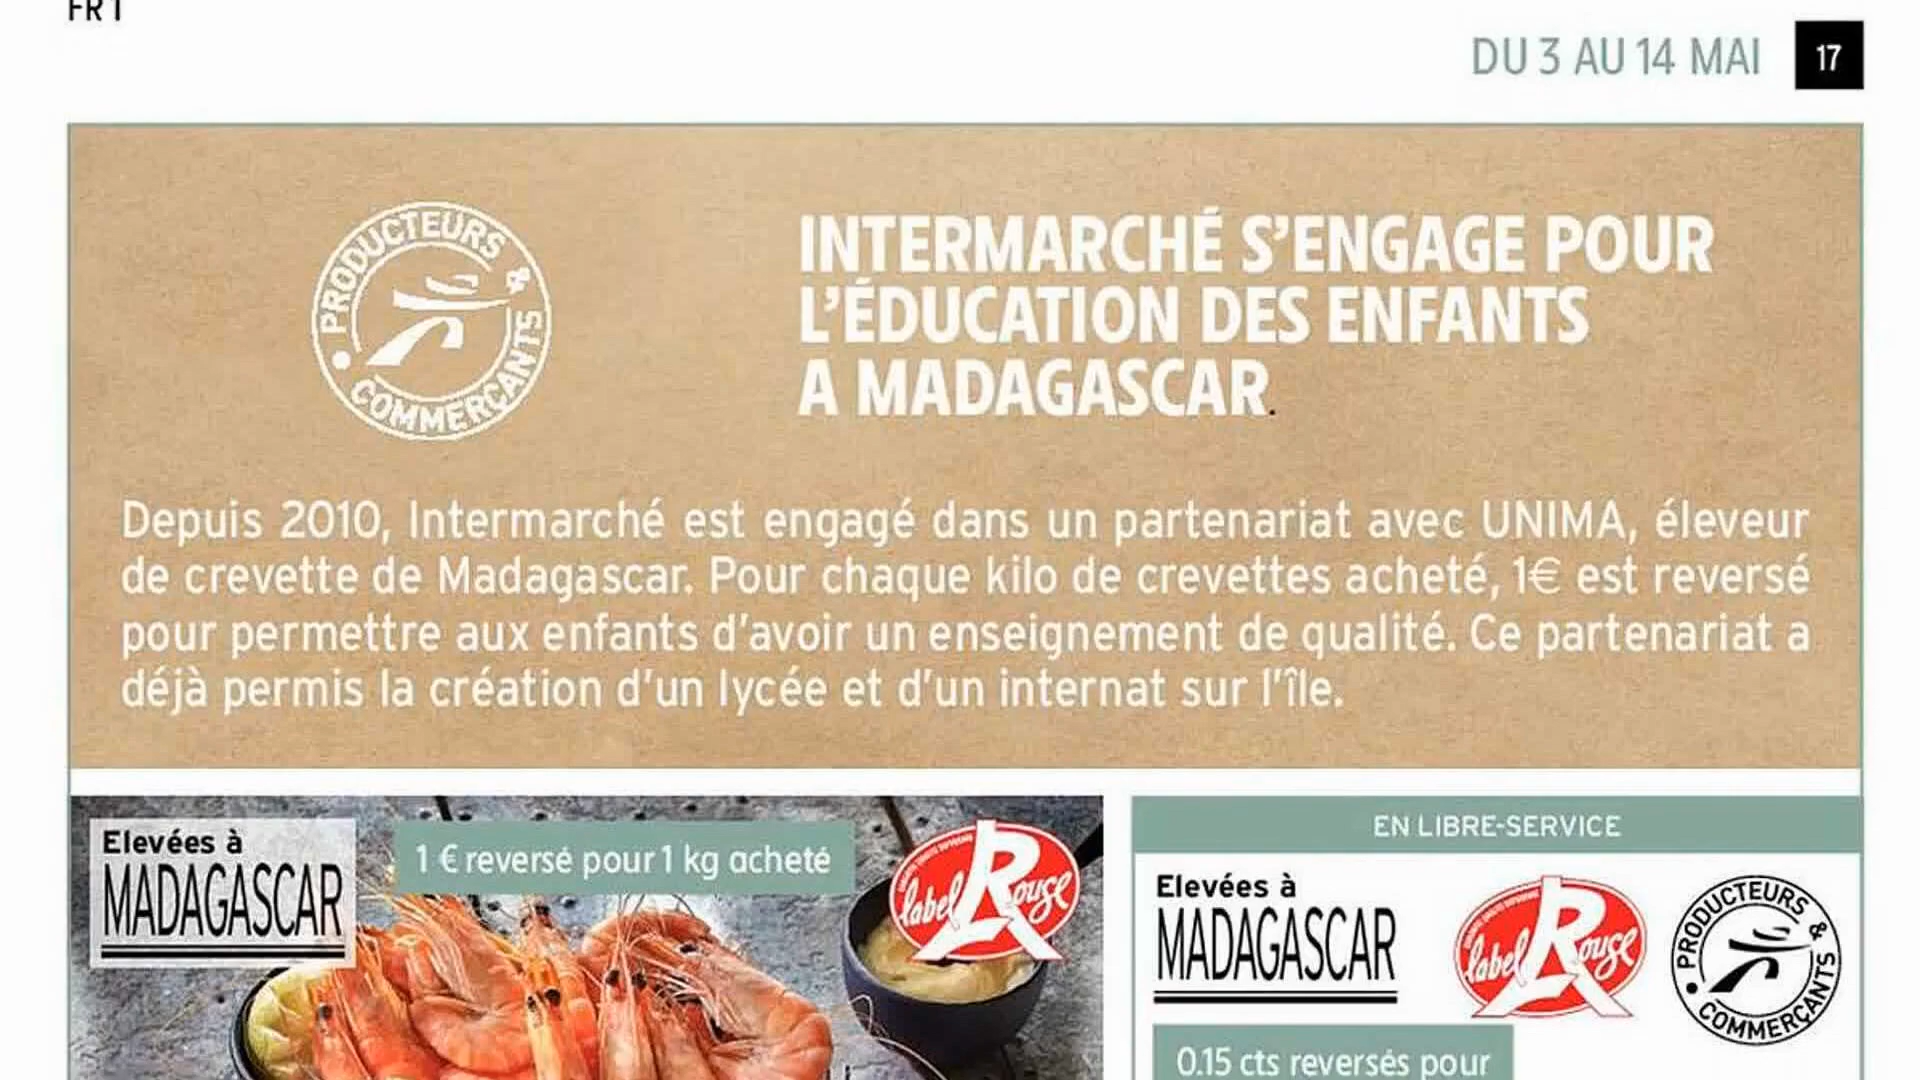 FR1
DU 3 AU 14 MAI 17
PRODUCTEURS & COMMERÇANTS
INTERMARCHÉ S'ENGAGE POUR
L'ÉDUCATION DES ENFANTS
A MADAGASCAR.
Depuis 2010, Intermarché est engagé dans un partenariat avec UNIMA, éleveur
de crevette de Madagascar. Pour chaque kilo de crevettes acheté, 1€ est reversé
pour permettre aux enfants d'avoir un enseignement de qualité. Ce partenariat a
déjà permis la création d'un lycée et d'un internat sur l'île.
Elevées à
MADAGASCAR
1 € reversé pour 1 kg acheté
label Rouge
EN LIBRE-SERVICE
Elevées à
MADAGASCAR
label Rouge
PRODUCTEURS & COMMERÇANTS
0.15 cts reversés pour